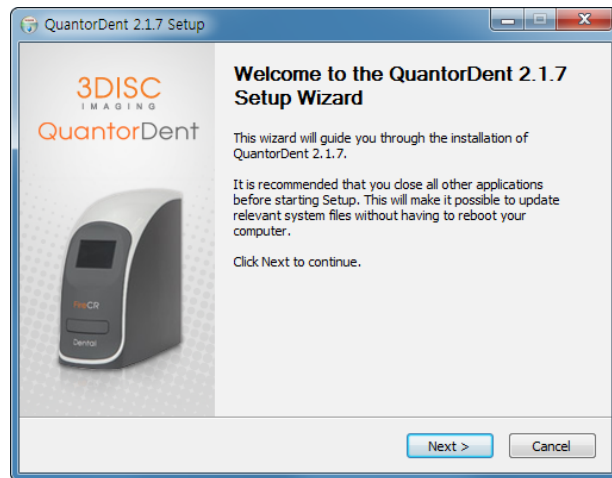 QuantorDent 2.1.7 Setup
3DISC
IMAGING
QuantorDent
FireCR
Dental
Welcome to the QuantorDent 2.1.7
Setup Wizard
This wizard will guide you through the installation of
QuantorDent 2.1.7.
It is recommended that you close all other applications
before starting Setup. This will make it possible to update
relevant system files without having to reboot your
computer.
Click Next to continue.
Next >
Cancel